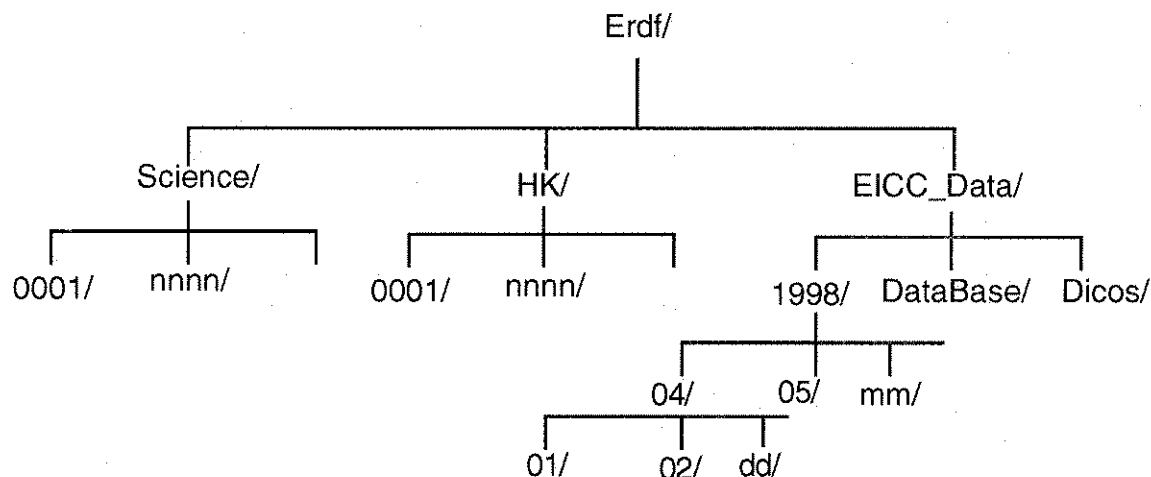 Erdf/
Science/ HK/ EICC_Data/
0001/ nnnn/ 0001/ nnnn/ 1998/ DataBase/ Dicos/
04/ 05/ mm/
01/ 02/ dd/